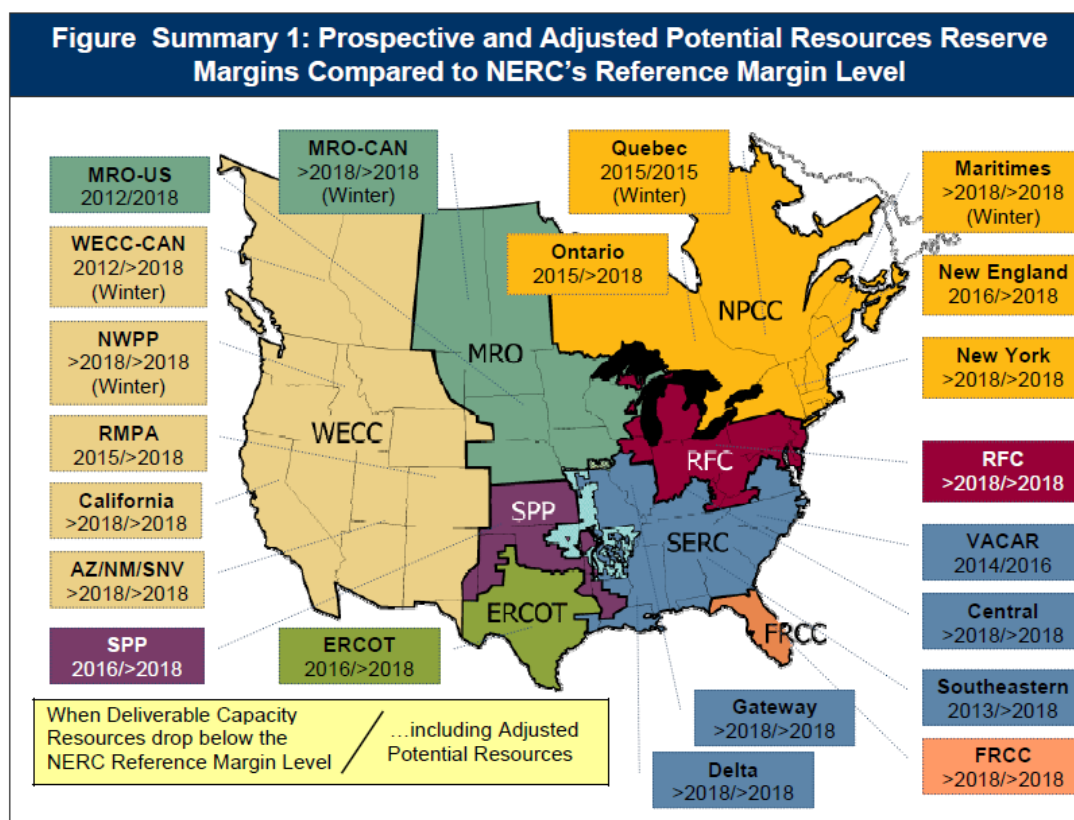 Figure Summary 1: Prospective and Adjusted Potential Resources Reserve
Margins Compared to NERC's Reference Margin Level
MRO-US
2012/2018
WECC-CAN
2012/>2018
(Winter)
NWPP
>2018/>2018
(Winter)
RMPA
2015/>2018
California
>2018/>2018
AZ/NM/SNV
>2018/>2018
SPP
2016/>2018
MRO-CAN
>2018/>2018
(Winter)
Quebec
2015/2015
(Winter)
Ontario
2015/>2018
Maritimes
>2018/>2018
(Winter)
New England
2016/>2018
New York
>2018/>2018
RFC
>2018/>2018
VACAR
2014/2016
Central
>2018/>2018
Southeastern
2013/>2018
FRCC
>2018/>2018
Gateway
>2018/>2018
Delta
>2018/>2018
ERCOT
2016/>2018
WECC
MRO
NPCC
RFC
SPP
SERC
ERCOT
FRCC
When Deliverable Capacity
Resources drop below the
NERC Reference Margin Level
/
…including Adjusted
Potential Resources